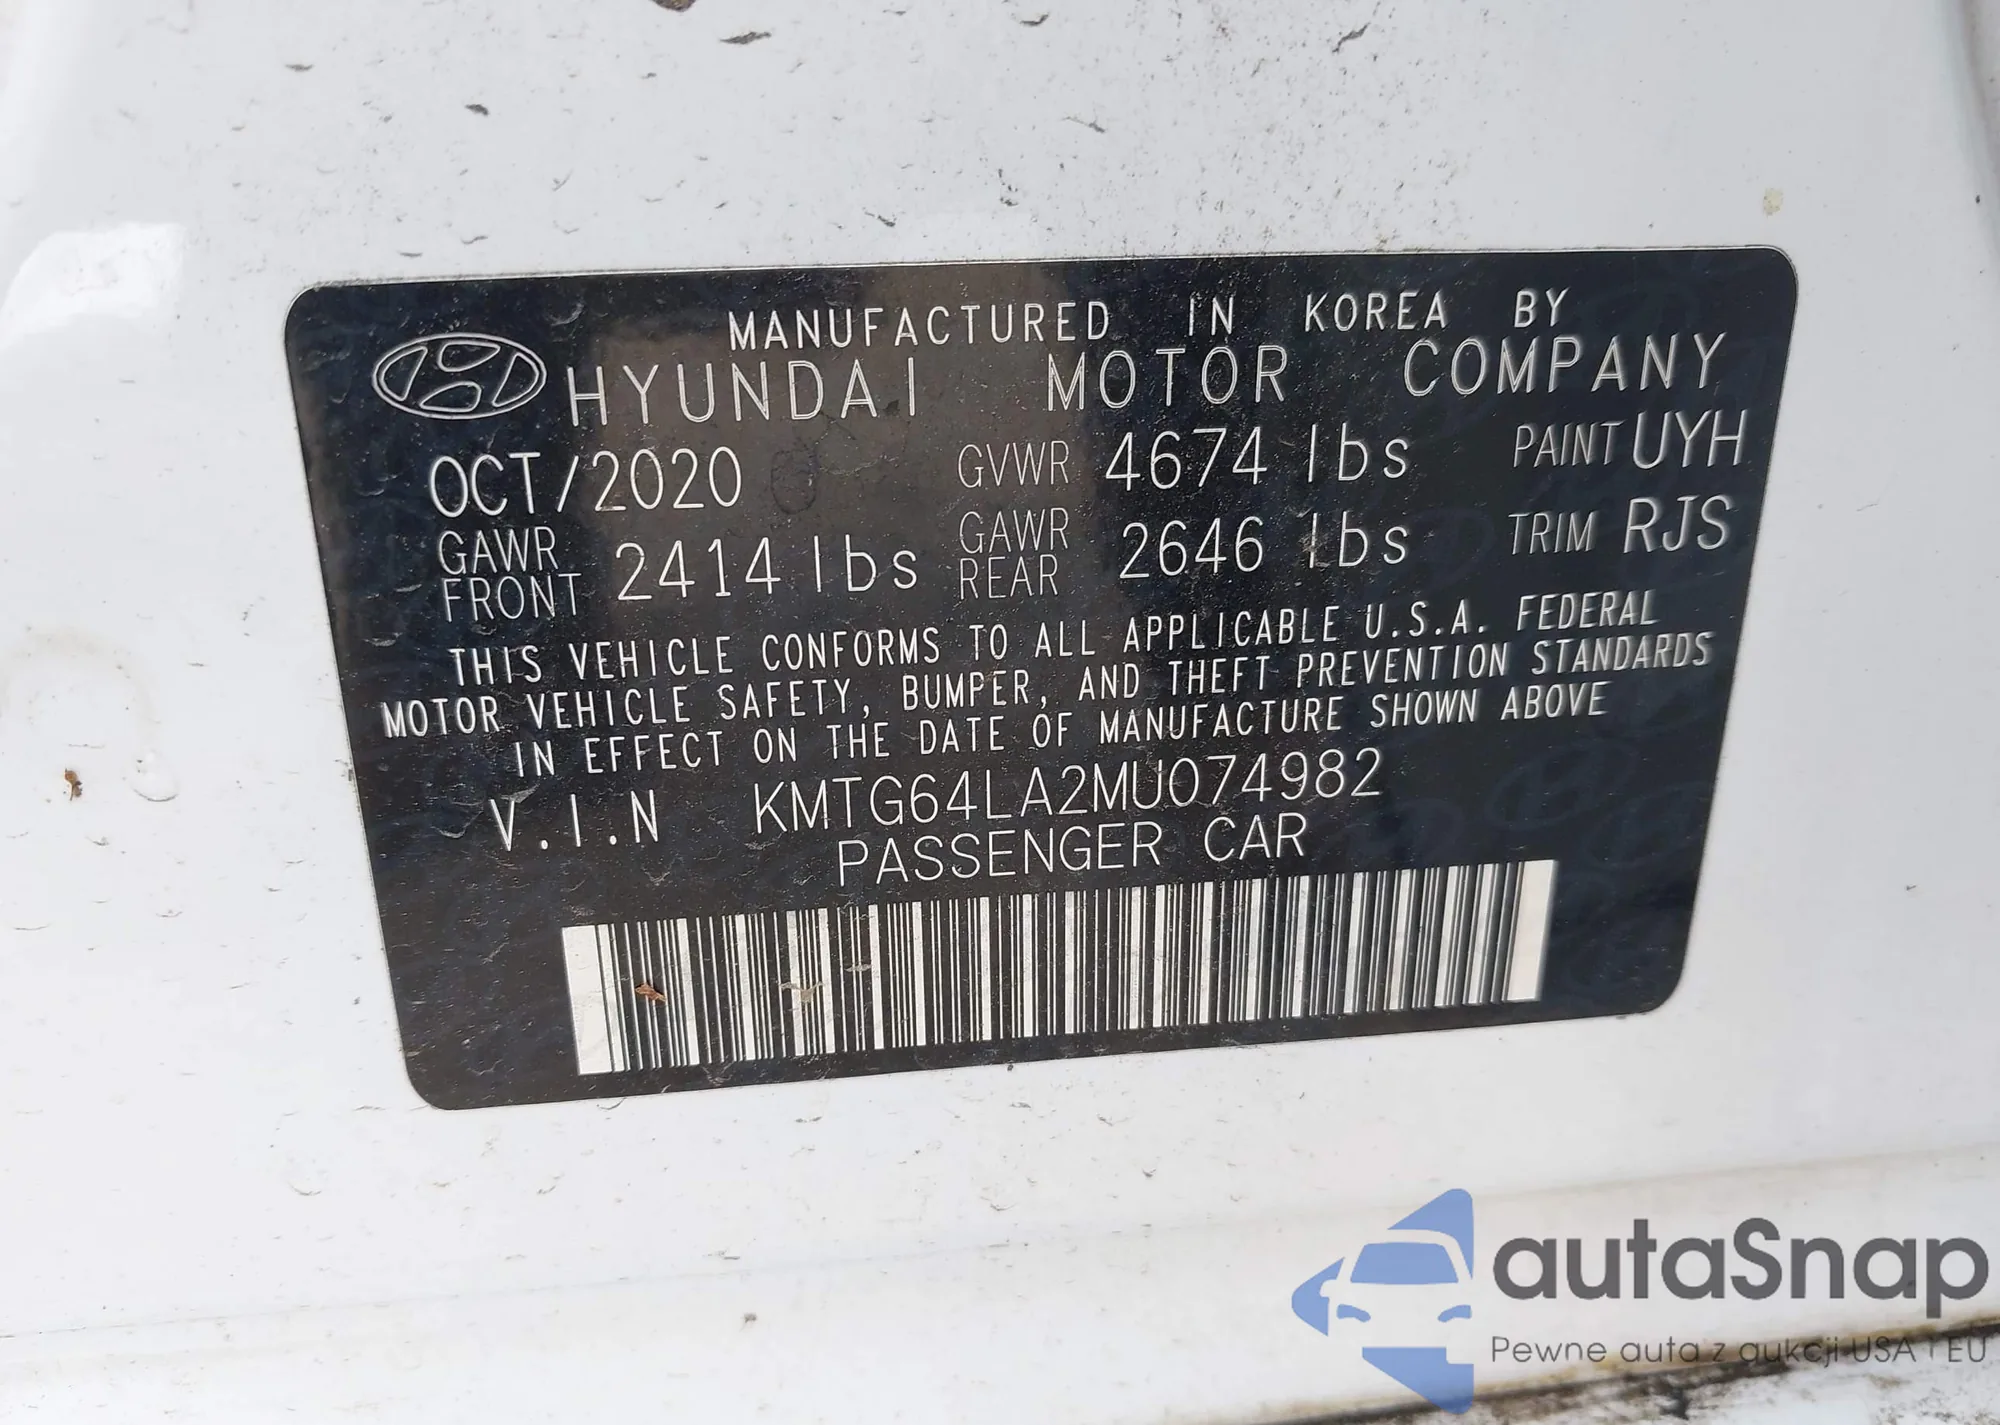 MANUFACTURED IN KOREA BY
HYUNDAI MOTOR COMPANY
OCT/2020 GVWR 4674 lbs PAINT UYH
GAWR FRONT 2414 lbs GAWR REAR 2646 lbs TRIM RJS
THIS VEHICLE CONFORMS TO ALL APPLICABLE U.S.A. FEDERAL
MOTOR VEHICLE SAFETY, BUMPER, AND THEFT PREVENTION STANDARDS
IN EFFECT ON THE DATE OF MANUFACTURE SHOWN ABOVE
V.I.N KMTG64LA2MU074982
PASSENGER CAR
autaSnap
Pewne auta z aukcji USA i EU